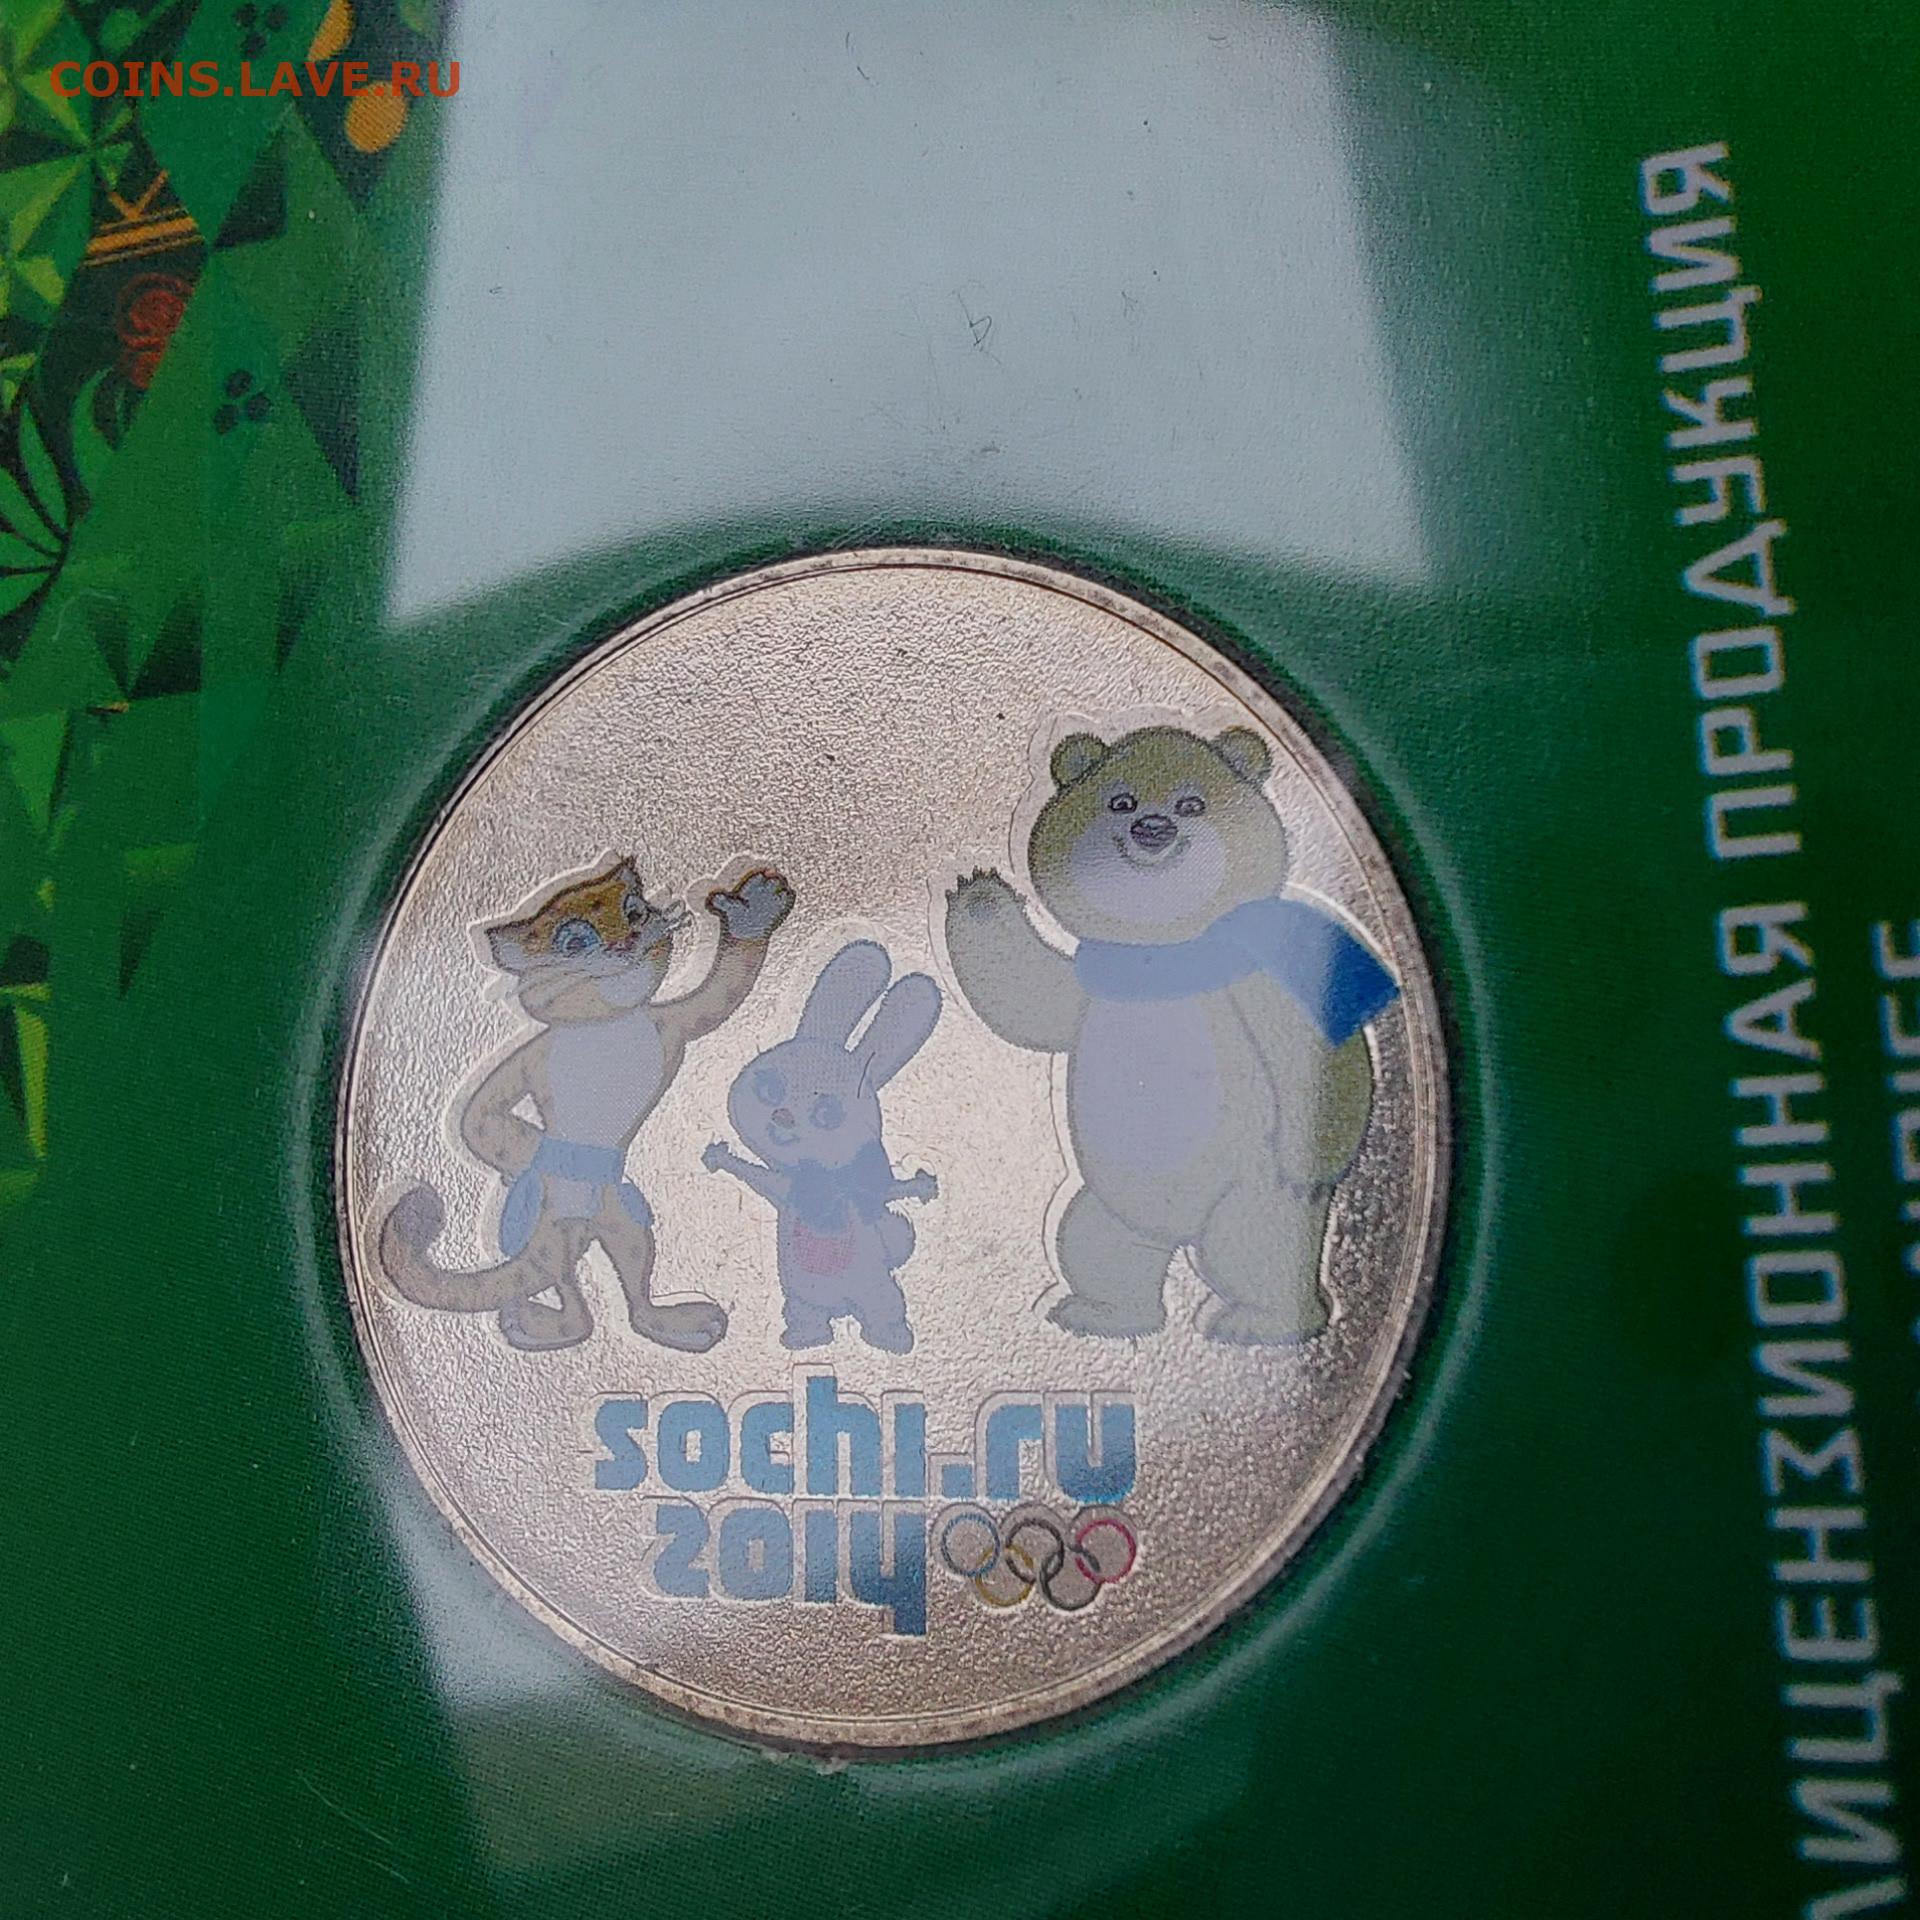 COINS.LAVE.RU
sochi.ru
2014
ЛИЦЕНЗИОННАЯ ПРОДУКЦИЯ